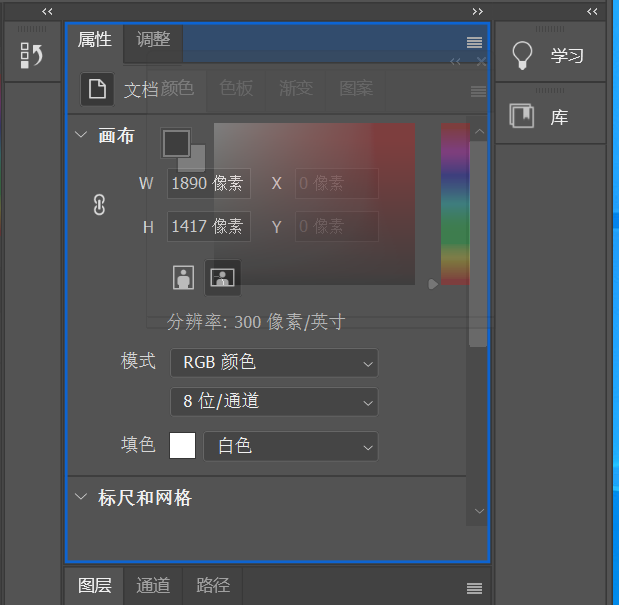 属性 调整
学习
文档 颜色 色板 渐变 图案
库
画布
W 1890 像素 X 0 像素
H 1417 像素 Y 0 像素
分辨率: 300 像素/英寸
模式 RGB 颜色
8 位/通道
填色 白色
标尺和网格
图层 通道 路径